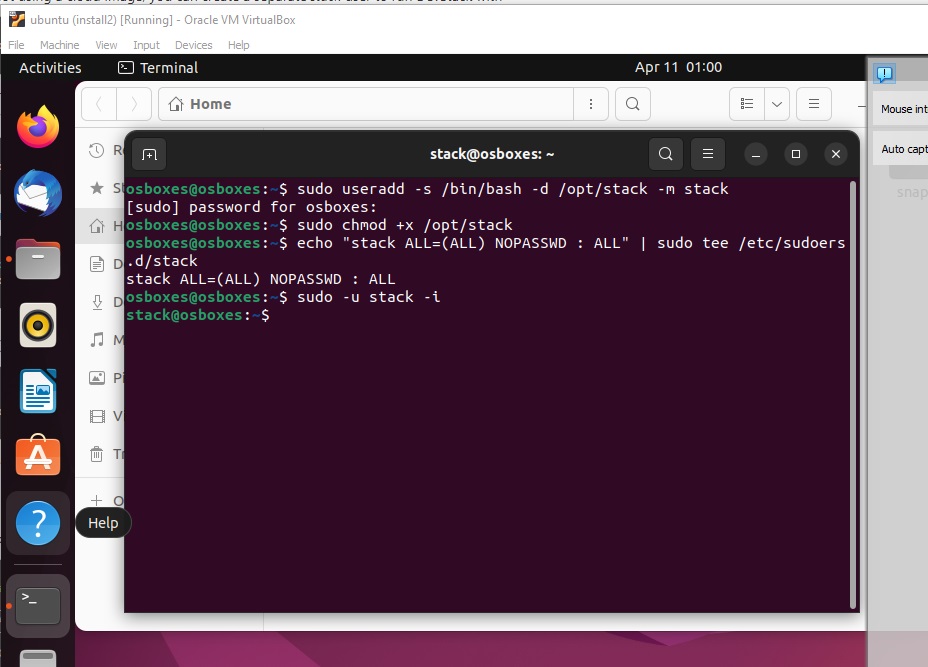 ubuntu (install2) [Running] - Oracle VM VirtualBox
File Machine View Input Devices Help
Activities Terminal Apr 11 01:00
Home
Mouse int
Auto capt
snap
stack@osboxes: ~
osboxes@osboxes:~$ sudo useradd -s /bin/bash -d /opt/stack -m stack
[sudo] password for osboxes:
osboxes@osboxes:~$ sudo chmod +x /opt/stack
osboxes@osboxes:~$ echo "stack ALL=(ALL) NOPASSWD : ALL" | sudo tee /etc/sudoers
.d/stack
stack ALL=(ALL) NOPASSWD : ALL
osboxes@osboxes:~$ sudo -u stack -i
stack@osboxes:~$
Help